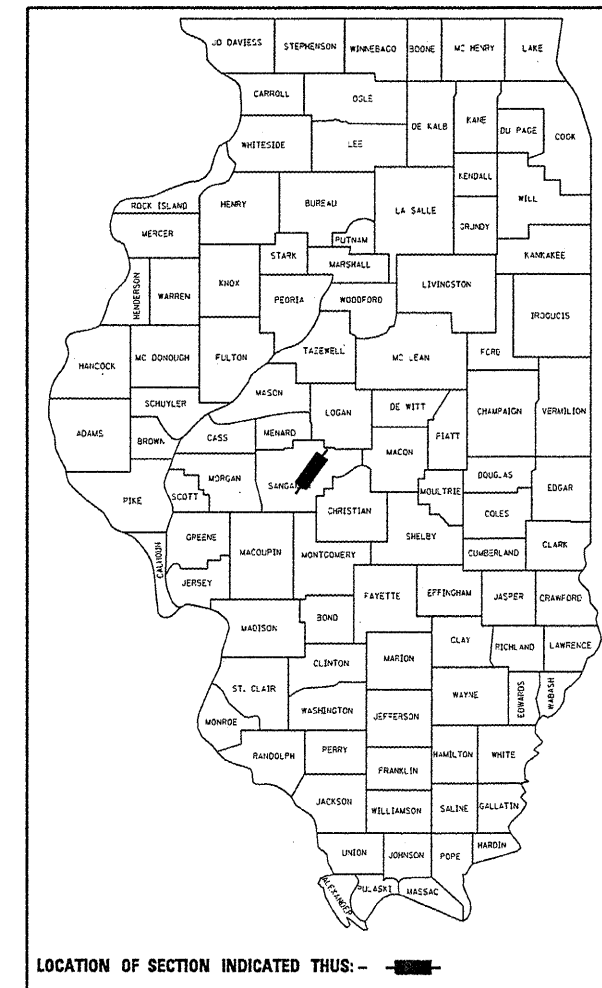 JO DAVIESS STEPHENSON WINNEBAGO BOONE MC HENRY LAKE
CARROLL OGLE
DE KALB KANE DU PAGE COOK
WHITESIDE LEE
KENDALL WILL
ROCK ISLAND HENRY BUREAU LA SALLE GRUNDY
MERCER PUTNAM
STARK MARSHALL KANKAKEE
HENDERSON WARREN KNOX PEORIA WOODFORD LIVINGSTON IROQUOIS
HANCOCK MC DONOUGH FULTON TAZEWELL MC LEAN FORD
MASON
SCHUYLER LOGAN DE WITT CHAMPAIGN VERMILION
ADAMS BROWN CASS MENARD PIATT
MACON
PIKE SCOTT MORGAN DOUGLAS EDGAR
MOULTRIE
CHRISTIAN COLES
CALHOUN GREENE SHELBY
MACOUPIN MONTGOMERY CUMBERLAND CLARK
JERSEY
FAYETTE EFFINGHAM JASPER CRAWFORD
MADISON BOND
CLAY RICHLAND LAWRENCE
CLINTON MARION
ST. CLAIR WAYNE EDWARDS WABASH
WASHINGTON JEFFERSON
MONROE
RANDOLPH PERRY HAMILTON WHITE
FRANKLIN
JACKSON WILLIAMSON SALINE GALLATIN
HARDIN
UNION JOHNSON POPE
ALEXANDER PULASKI MASSAC
LOCATION OF SECTION INDICATED THUS: -